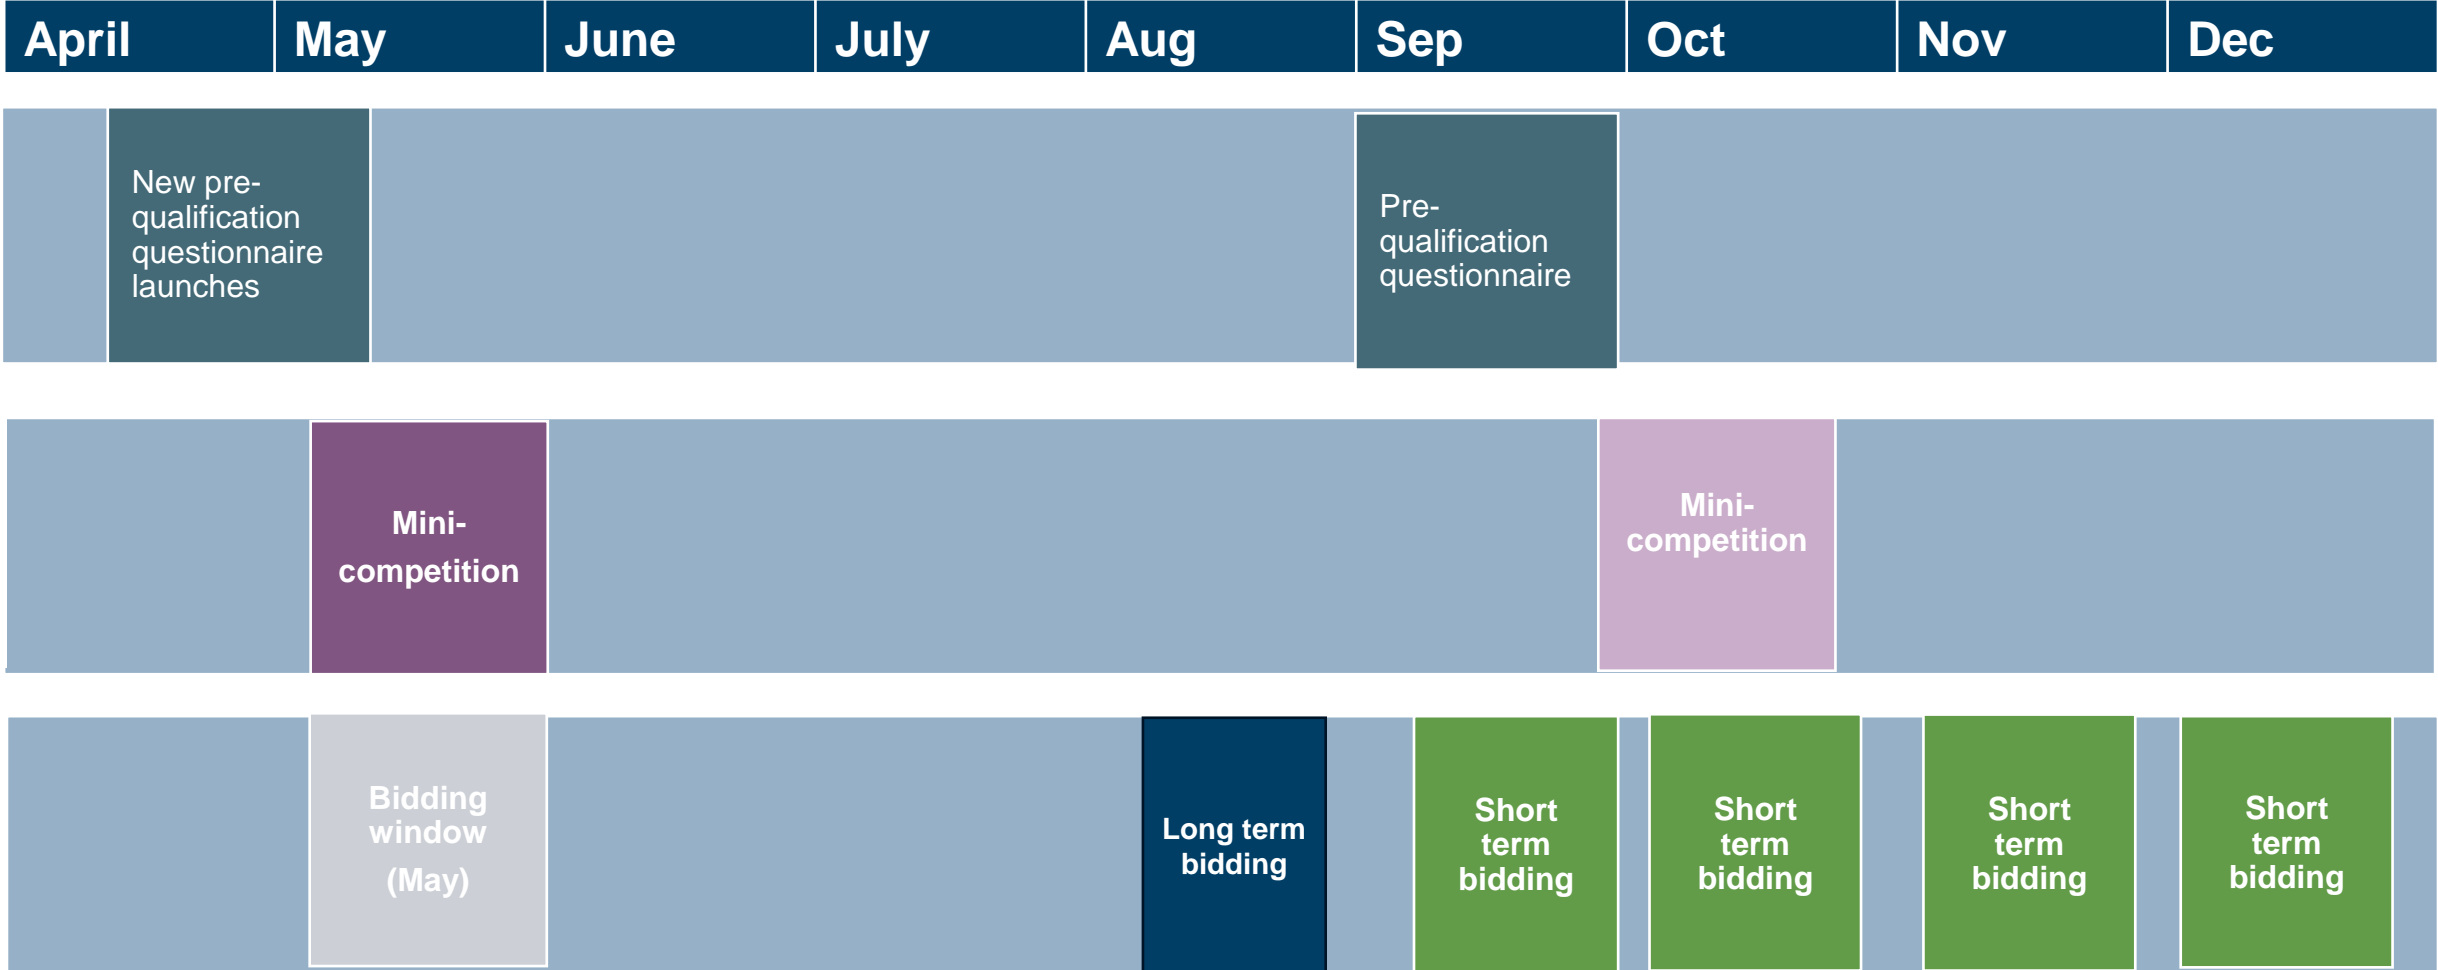 April May June July Aug Sep Oct Nov Dec
New pre-
qualification
questionnaire
launches
Pre-
qualification
questionnaire
Mini-
competition
Mini-
competition
Bidding
window
(May)
Long term
bidding
Short
term
bidding
Short
term
bidding
Short
term
bidding
Short
term
bidding